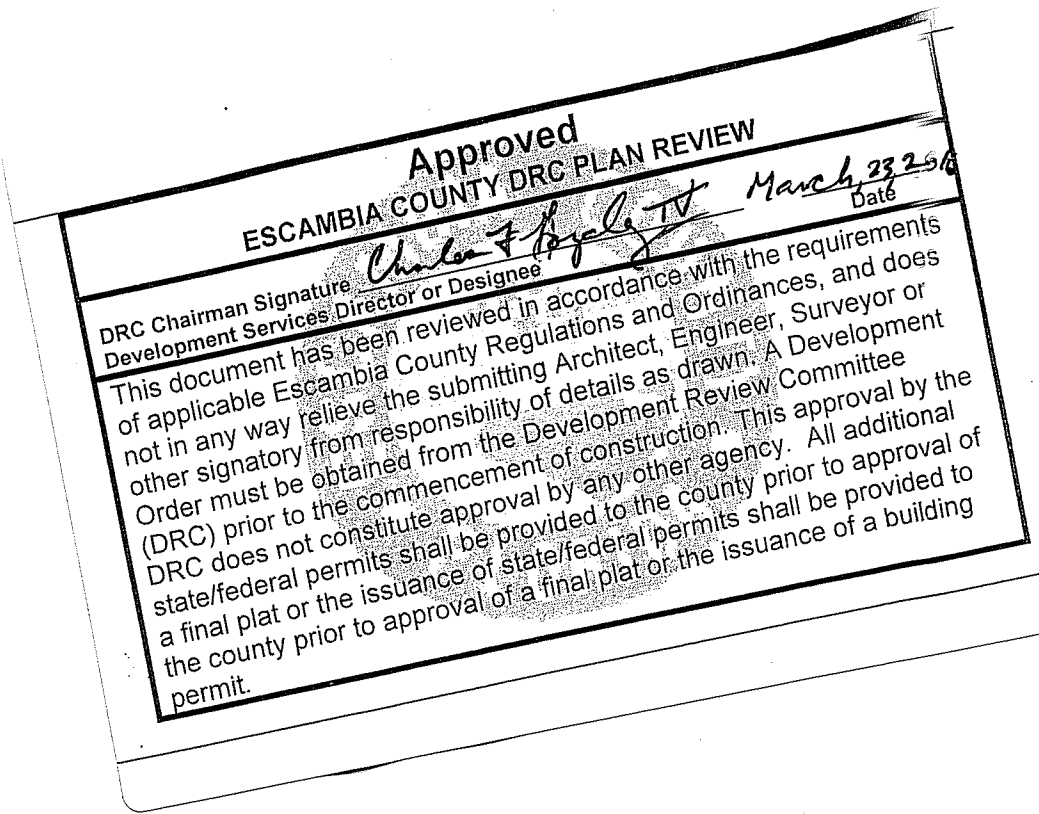 Approved
ESCAMBIA COUNTY DRC PLAN REVIEW
DRC Chairman Signature Charles F IV March, 23, 201
Development Services Director or Designee Date
This document has been reviewed in accordance with the requirements
of applicable Escambia County Regulations and Ordinances, and does
not in any way relieve the submitting Architect, Engineer, Surveyor or
other signatory from responsibility of details as drawn. A Development
Order must be obtained from the Development Review Committee
(DRC) prior to the commencement of construction. This approval by the
DRC does not constitute approval by any other agency. All additional
state/federal permits shall be provided to the county prior to approval of
a final plat or the issuance of state/federal permits shall be provided to
the county prior to approval of a final plat or the issuance of a building
permit.